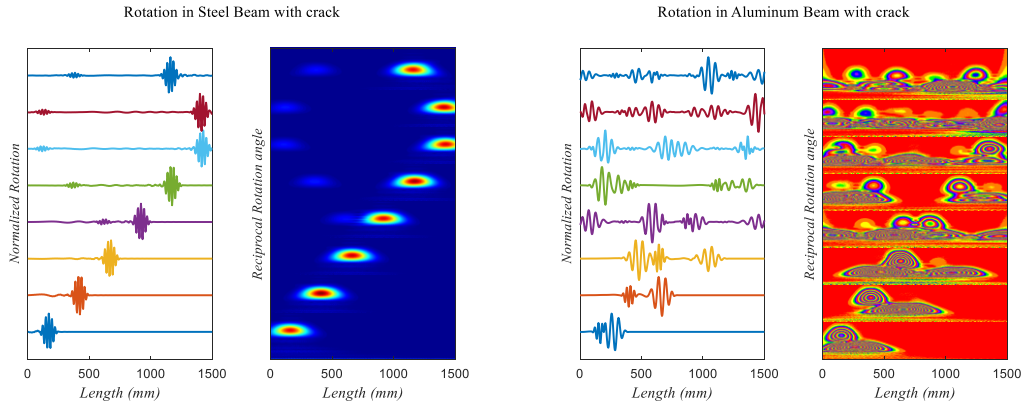 Rotation in Steel Beam with crack
Rotation in Aluminum Beam with crack
Normalized Rotation
0 500 1000 1500
Length (mm)
Reciprocal Rotation angle
0 500 1000 1500
Length (mm)
Normalized Rotation
0 500 1000 1500
Length (mm)
Reciprocal Rotation angle
0 500 1000 1500
Length (mm)